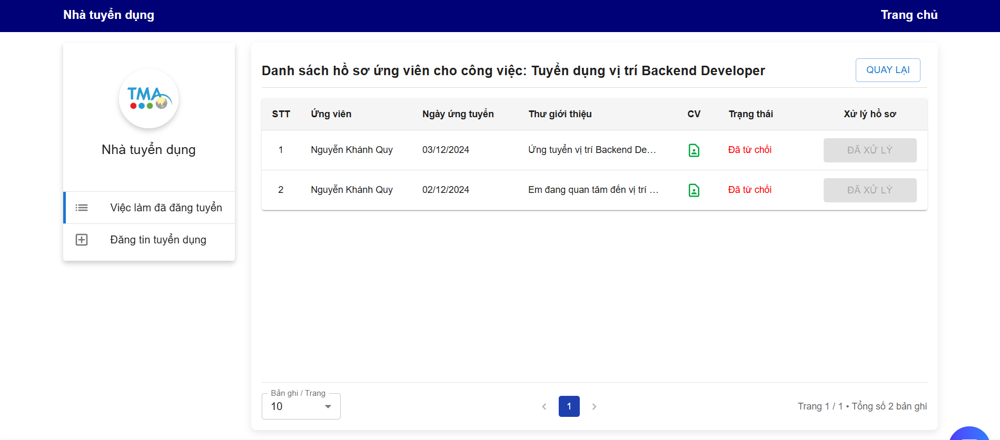 Nhà tuyển dụng
Trang chủ
TMA
Nhà tuyển dụng
Việc làm đã đăng tuyển
Đăng tin tuyển dụng
Danh sách hồ sơ ứng viên cho công việc: Tuyển dụng vị trí Backend Developer
QUAY LẠI
STT Ứng viên Ngày ứng tuyển Thư giới thiệu CV Trạng thái Xử lý hồ sơ
1 Nguyễn Khánh Quy 03/12/2024 Ứng tuyển vị trí Backend De... Đã từ chối ĐÃ XỬ LÝ
2 Nguyễn Khánh Quy 02/12/2024 Em đang quan tâm đến vị trí ... Đã từ chối ĐÃ XỬ LÝ
Bản ghi / Trang
10
1
Trang 1 / 1 • Tổng số 2 bản ghi